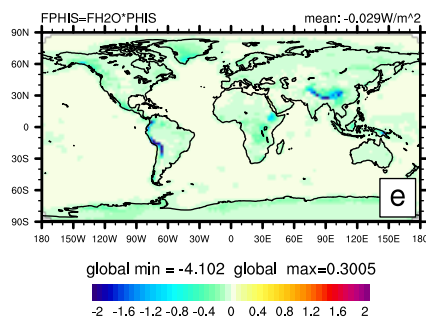 FPHIS=FH2O*PHIS mean: -0.029W/m^2
90N
60N
30N
0
30S
60S
90S
e
180 150W 120W 90W 60W 30W 0 30E 60E 90E 120E 150E 180
global min = -4.102 global max=0.3005
-2 -1.6 -1.2 -0.8 -0.4 0 0.4 0.8 1.2 1.6 2